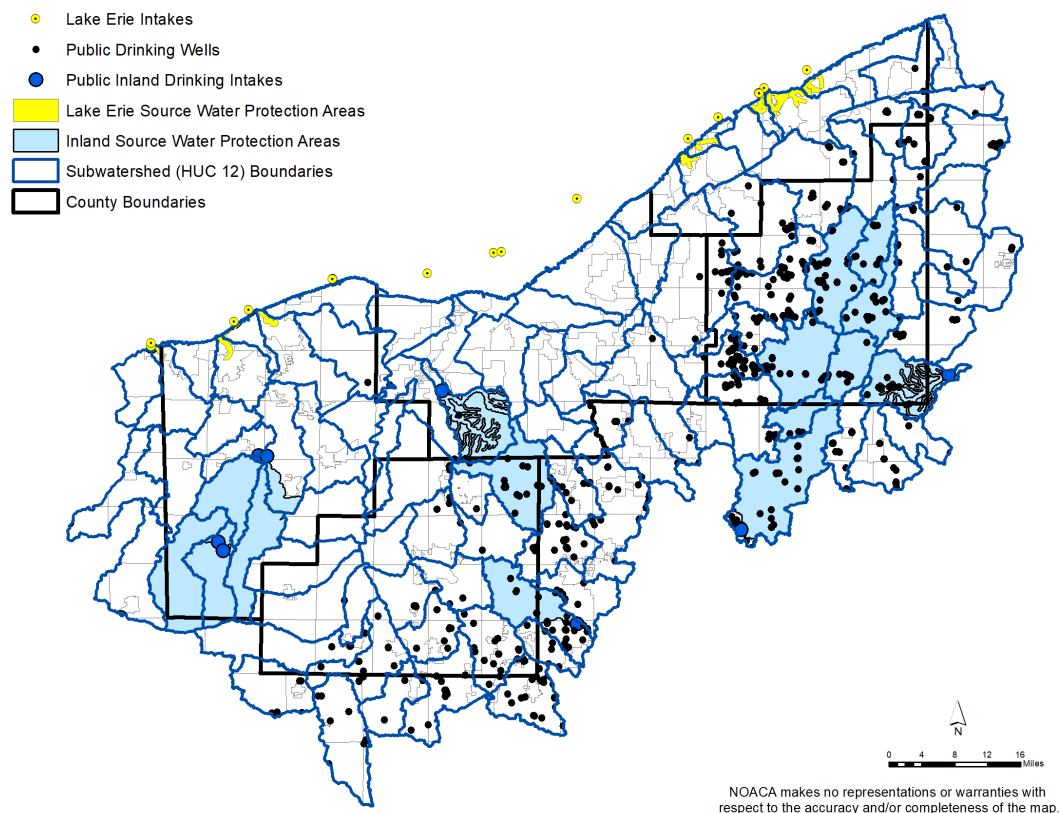 Lake Erie Intakes
Public Drinking Wells
Public Inland Drinking Intakes
Lake Erie Source Water Protection Areas
Inland Source Water Protection Areas
Subwatershed (HUC 12) Boundaries
County Boundaries
N
0 4 8 12 16
Miles
NOACA makes no representations or warranties with
respect to the accuracy and/or completeness of the map.